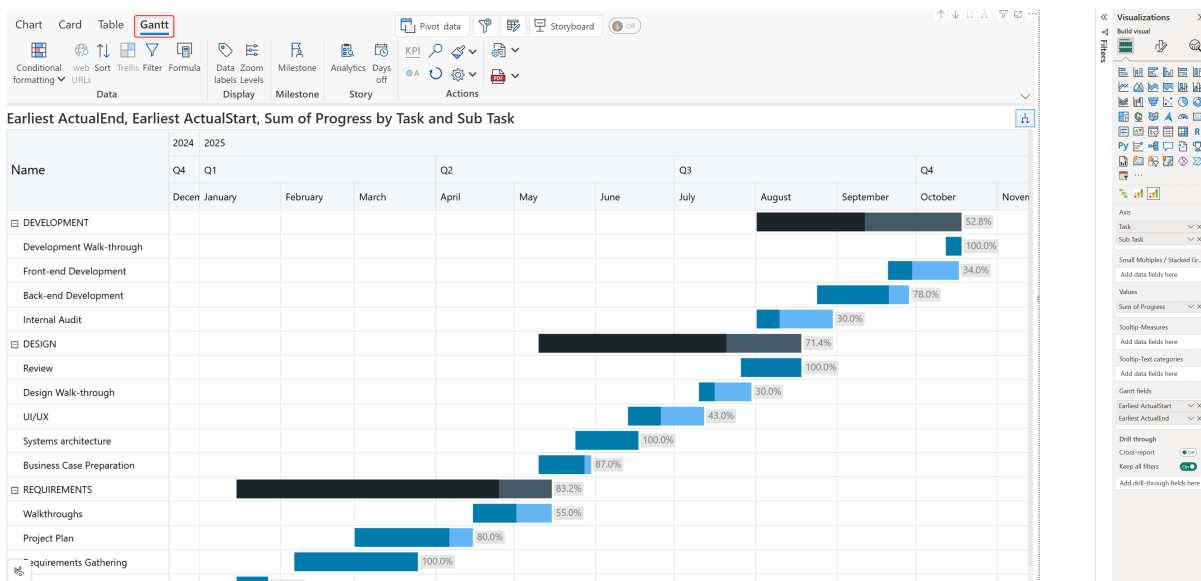 Chart Card Table Gantt
Pivot data Storyboard Off
Conditional formatting web URLs Sort Trellis Filter Formula Data labels Zoom Levels Milestone Analytics Days off KPI
PDF
Data Display Milestone Story Actions
Earliest ActualEnd, Earliest ActualStart, Sum of Progress by Task and Sub Task
Name
2024 2025
Q4 Q1 Q2 Q3 Q4
Decen January February March April May June July August September October Noven
DEVELOPMENT 52.8%
Development Walk-through 100.0%
Front-end Development 34.0%
Back-end Development 78.0%
Internal Audit 30.0%
DESIGN 71.4%
Review 100.0%
Design Walk-through 30.0%
UI/UX 43.0%
Systems architecture 100.0%
Business Case Preparation 87.0%
REQUIREMENTS 83.2%
Walkthroughs 55.0%
Project Plan 80.0%
equirements Gathering 100.0%
Filters
Visualizations
Build visual
R
Py
Axis
Task
Sub Task
Small Multiples / Stacked Gr...
Add data fields here
Values
Sum of Progress
Tooltip-Measures
Add data fields here
Tooltip-Text categories
Add data fields here
Gantt fields
Earliest ActualStart
Earliest ActualEnd
Drill through
Cross-report Off
Keep all filters On
Add drill-through fields here